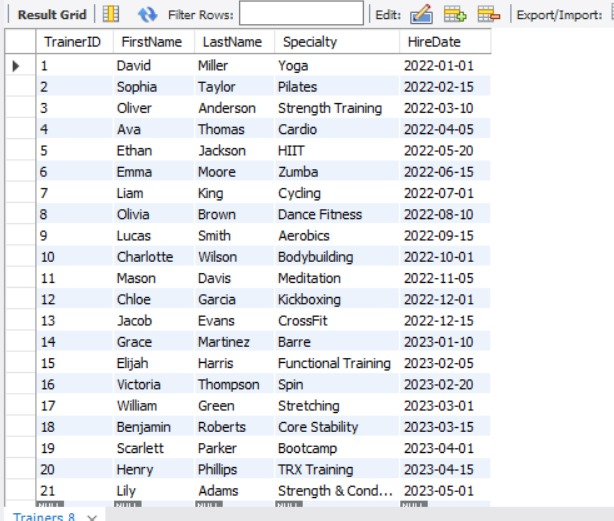 Result Grid Filter Rows: Edit: Export/Import:
TrainerID FirstName LastName Specialty HireDate
1 David Miller Yoga 2022-01-01
2 Sophia Taylor Pilates 2022-02-15
3 Oliver Anderson Strength Training 2022-03-10
4 Ava Thomas Cardio 2022-04-05
5 Ethan Jackson HIIT 2022-05-20
6 Emma Moore Zumba 2022-06-15
7 Liam King Cycling 2022-07-01
8 Olivia Brown Dance Fitness 2022-08-10
9 Lucas Smith Aerobics 2022-09-15
10 Charlotte Wilson Bodybuilding 2022-10-01
11 Mason Davis Meditation 2022-11-05
12 Chloe Garcia Kickboxing 2022-12-01
13 Jacob Evans CrossFit 2022-12-15
14 Grace Martinez Barre 2023-01-10
15 Elijah Harris Functional Training 2023-02-05
16 Victoria Thompson Spin 2023-02-20
17 William Green Stretching 2023-03-01
18 Benjamin Roberts Core Stability 2023-03-15
19 Scarlett Parker Bootcamp 2023-04-01
20 Henry Phillips TRX Training 2023-04-15
21 Lily Adams Strength & Cond... 2023-05-01
NULL NULL NULL NULL NULL
Trainers 8